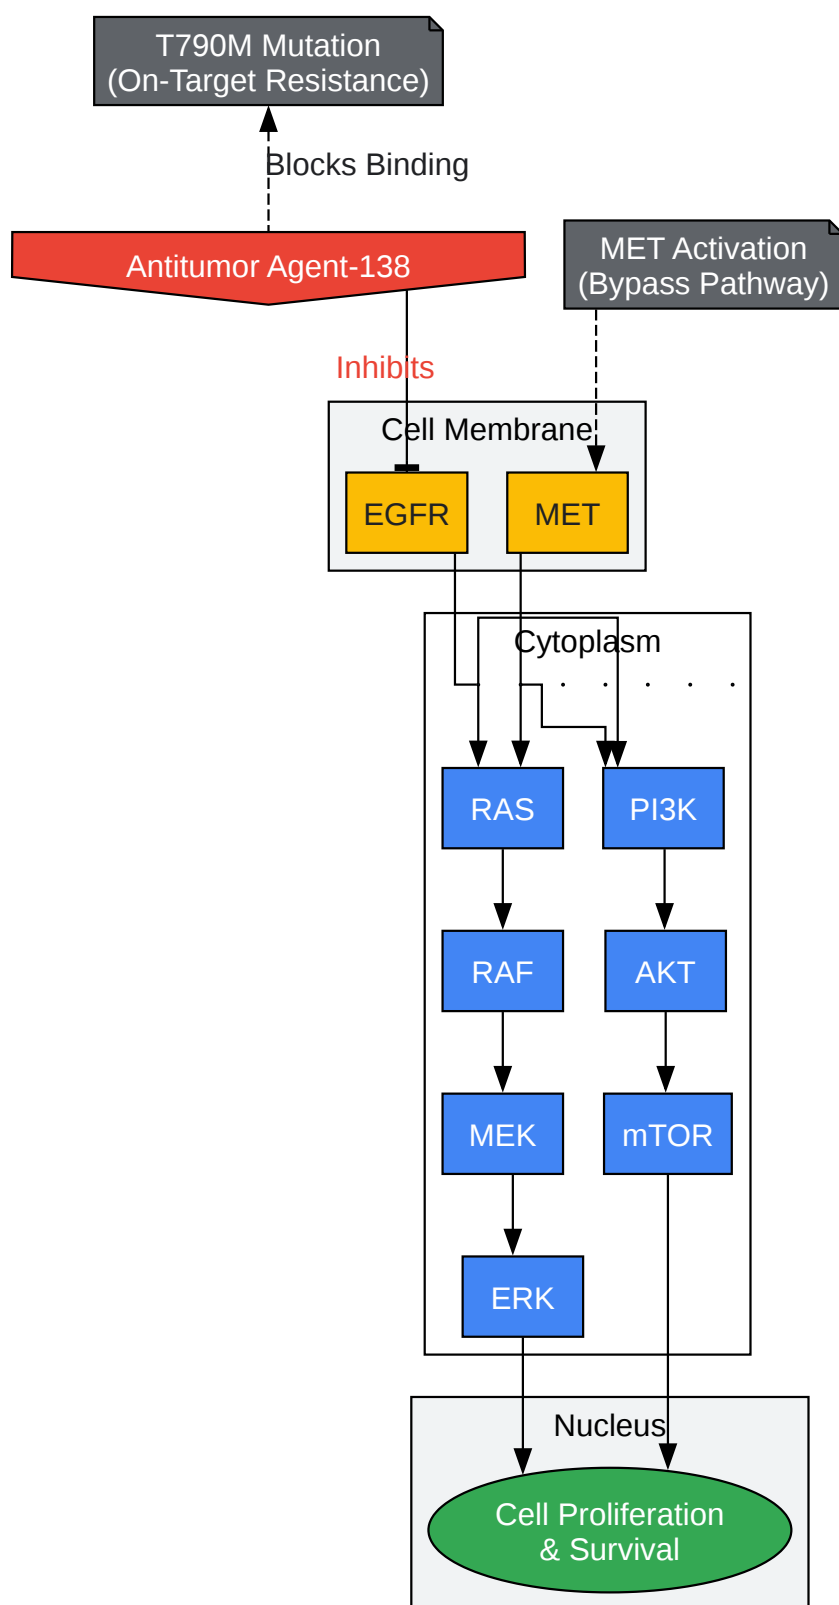 T790M Mutation
(On-Target Resistance)
Blocks Binding
Antitumor Agent-138
MET Activation
(Bypass Pathway)
Inhibits
Cell Membrane
EGFR
MET
Cytoplasm
RAS
PI3K
RAF
AKT
MEK
mTOR
ERK
Nucleus
Cell Proliferation
& Survival